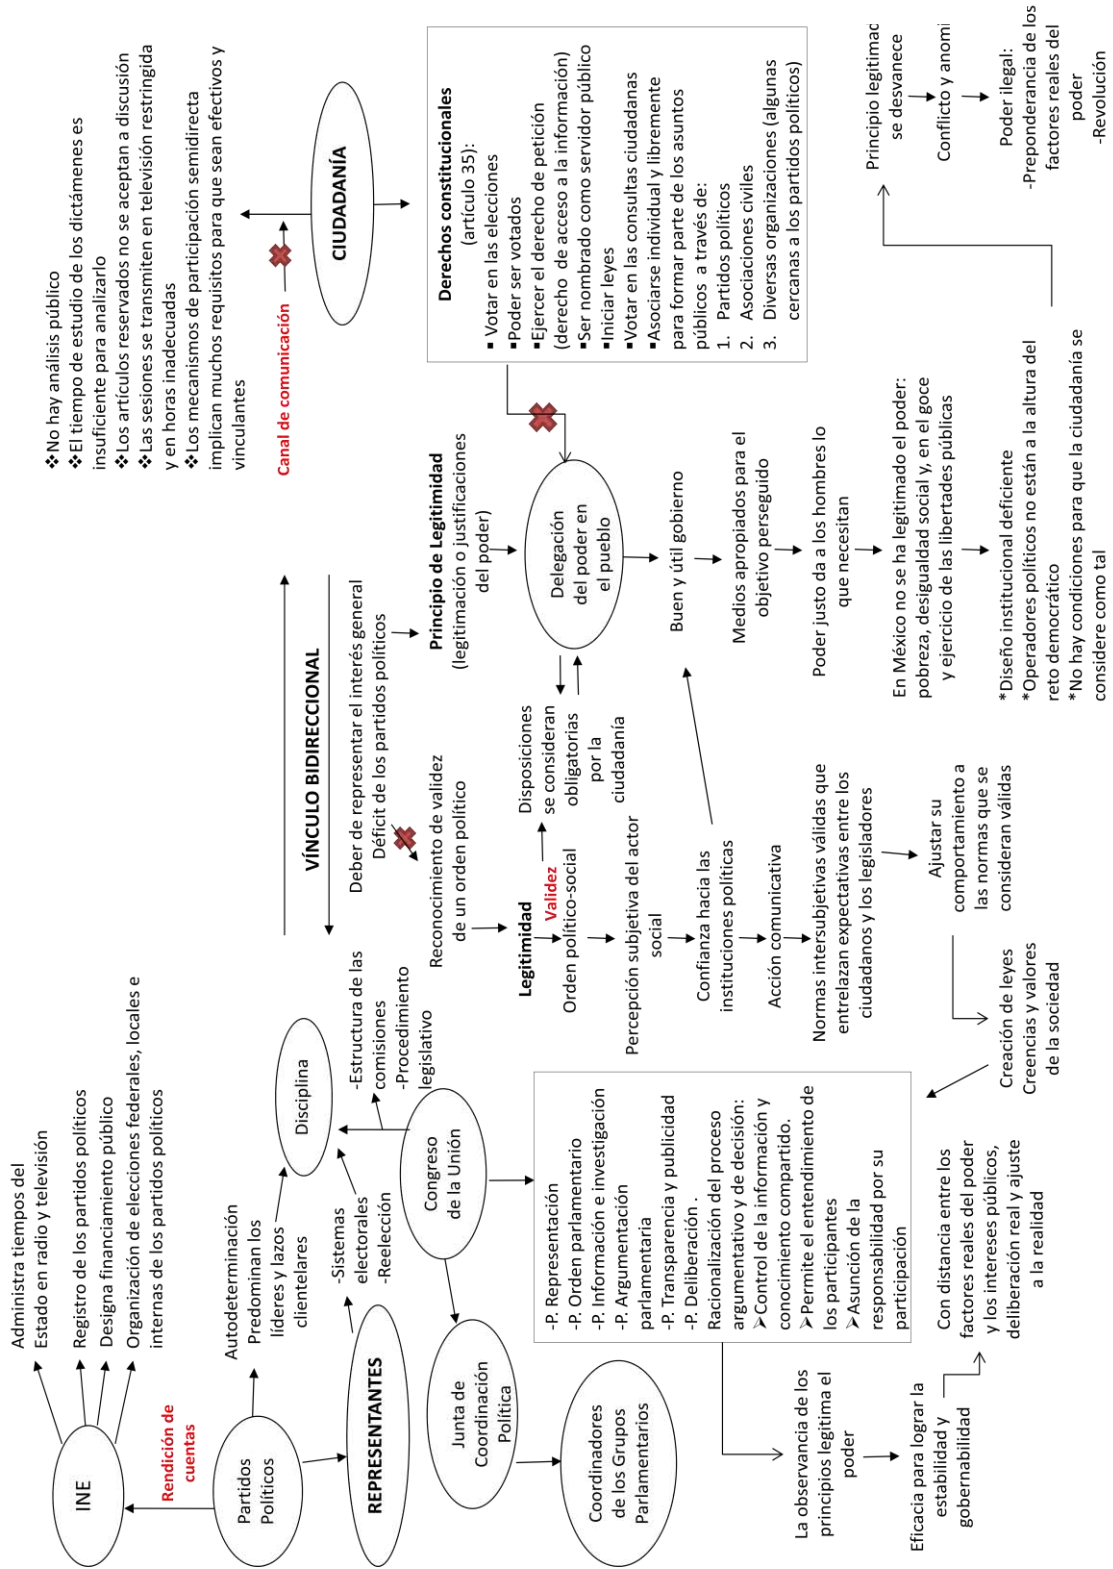 Administra tiempos del
Estado en radio y televisión
Registro de los partidos políticos
Designa financiamiento público
Organización de elecciones federales, locales e
internas de los partidos políticos
INE
Rendición de
cuentas
Partidos
Políticos
Autodeterminación
Predominan los
líderes y lazos
clientelares
REPRESENTANTES
-Sistemas
electorales
-Reelección
Disciplina
-Estructura de las
comisiones
-Procedimiento
legislativo
Congreso
de la Unión
Junta de
Coordinación
Política
Coordinadores
de los Grupos
Parlamentarios
-P. Representación
-P. Orden parlamentario
-P. Información e investigación
-P. Argumentación
parlamentaria
-P. Transparencia y publicidad
-P. Deliberación .
Racionalización del proceso
argumentativo y de decisión:
➢Control de la información y
conocimiento compartido.
➢Permite el entendimiento de
los participantes
➢Asunción de la
responsabilidad por su
participación
La observancia de los
principios legitima el
poder
Eficacia para lograr la
estabilidad y
gobernabilidad
Con distancia entre los
factores reales del poder
y los intereses públicos,
deliberación real y ajuste
a la realidad
VÍNCULO BIDIRECCIONAL
Deber de representar el interés general
Déficit de los partidos políticos
Reconocimiento de validez
de un orden político
Legitimidad
Validez
Orden político-social
Percepción subjetiva del actor
social
Confianza hacia las
instituciones políticas
Acción comunicativa
Normas intersubjetivas válidas que
entrelazan expectativas entre los
ciudadanos y los legisladores
Ajustar su
comportamiento a
las normas que se
consideran válidas
Creación de leyes
Creencias y valores
de la sociedad
Disposiciones
se consideran
obligatorias
por la
ciudadanía
Principio de Legitimidad
(legitimación o justificaciones
del poder)
Delegación
del poder en
el pueblo
Buen y útil gobierno
Medios apropiados para el
objetivo perseguido
Poder justo da a los hombres lo
que necesitan
En México no se ha legitimado el poder:
pobreza, desigualdad social y, en el goce
y ejercicio de las libertades públicas
*Diseño institucional deficiente
*Operadores políticos no están a la altura del
reto democrático
*No hay condiciones para que la ciudadanía se
considere como tal
❖No hay análisis público
❖El tiempo de estudio de los dictámenes es
insuficiente para analizarlo
❖Los artículos reservados no se aceptan a discusión
❖Las sesiones se transmiten en televisión restringida
y en horas inadecuadas
❖Los mecanismos de participación semidirecta
implican muchos requisitos para que sean efectivos y
vinculantes
Canal de comunicación
CIUDADANÍA
Derechos constitucionales
(artículo 35):
▪Votar en las elecciones
▪Poder ser votados
▪Ejercer el derecho de petición
(derecho de acceso a la información)
▪Ser nombrado como servidor público
▪Iniciar leyes
▪Votar en las consultas ciudadanas
▪Asociarse individual y libremente
para formar parte de los asuntos
públicos a través de:
1. Partidos políticos
2. Asociaciones civiles
3. Diversas organizaciones (algunas
cercanas a los partidos políticos)
Principio legitimac
se desvanece
Conflicto y anomi
Poder ilegal:
-Preponderancia de los
factores reales del
poder
-Revolución